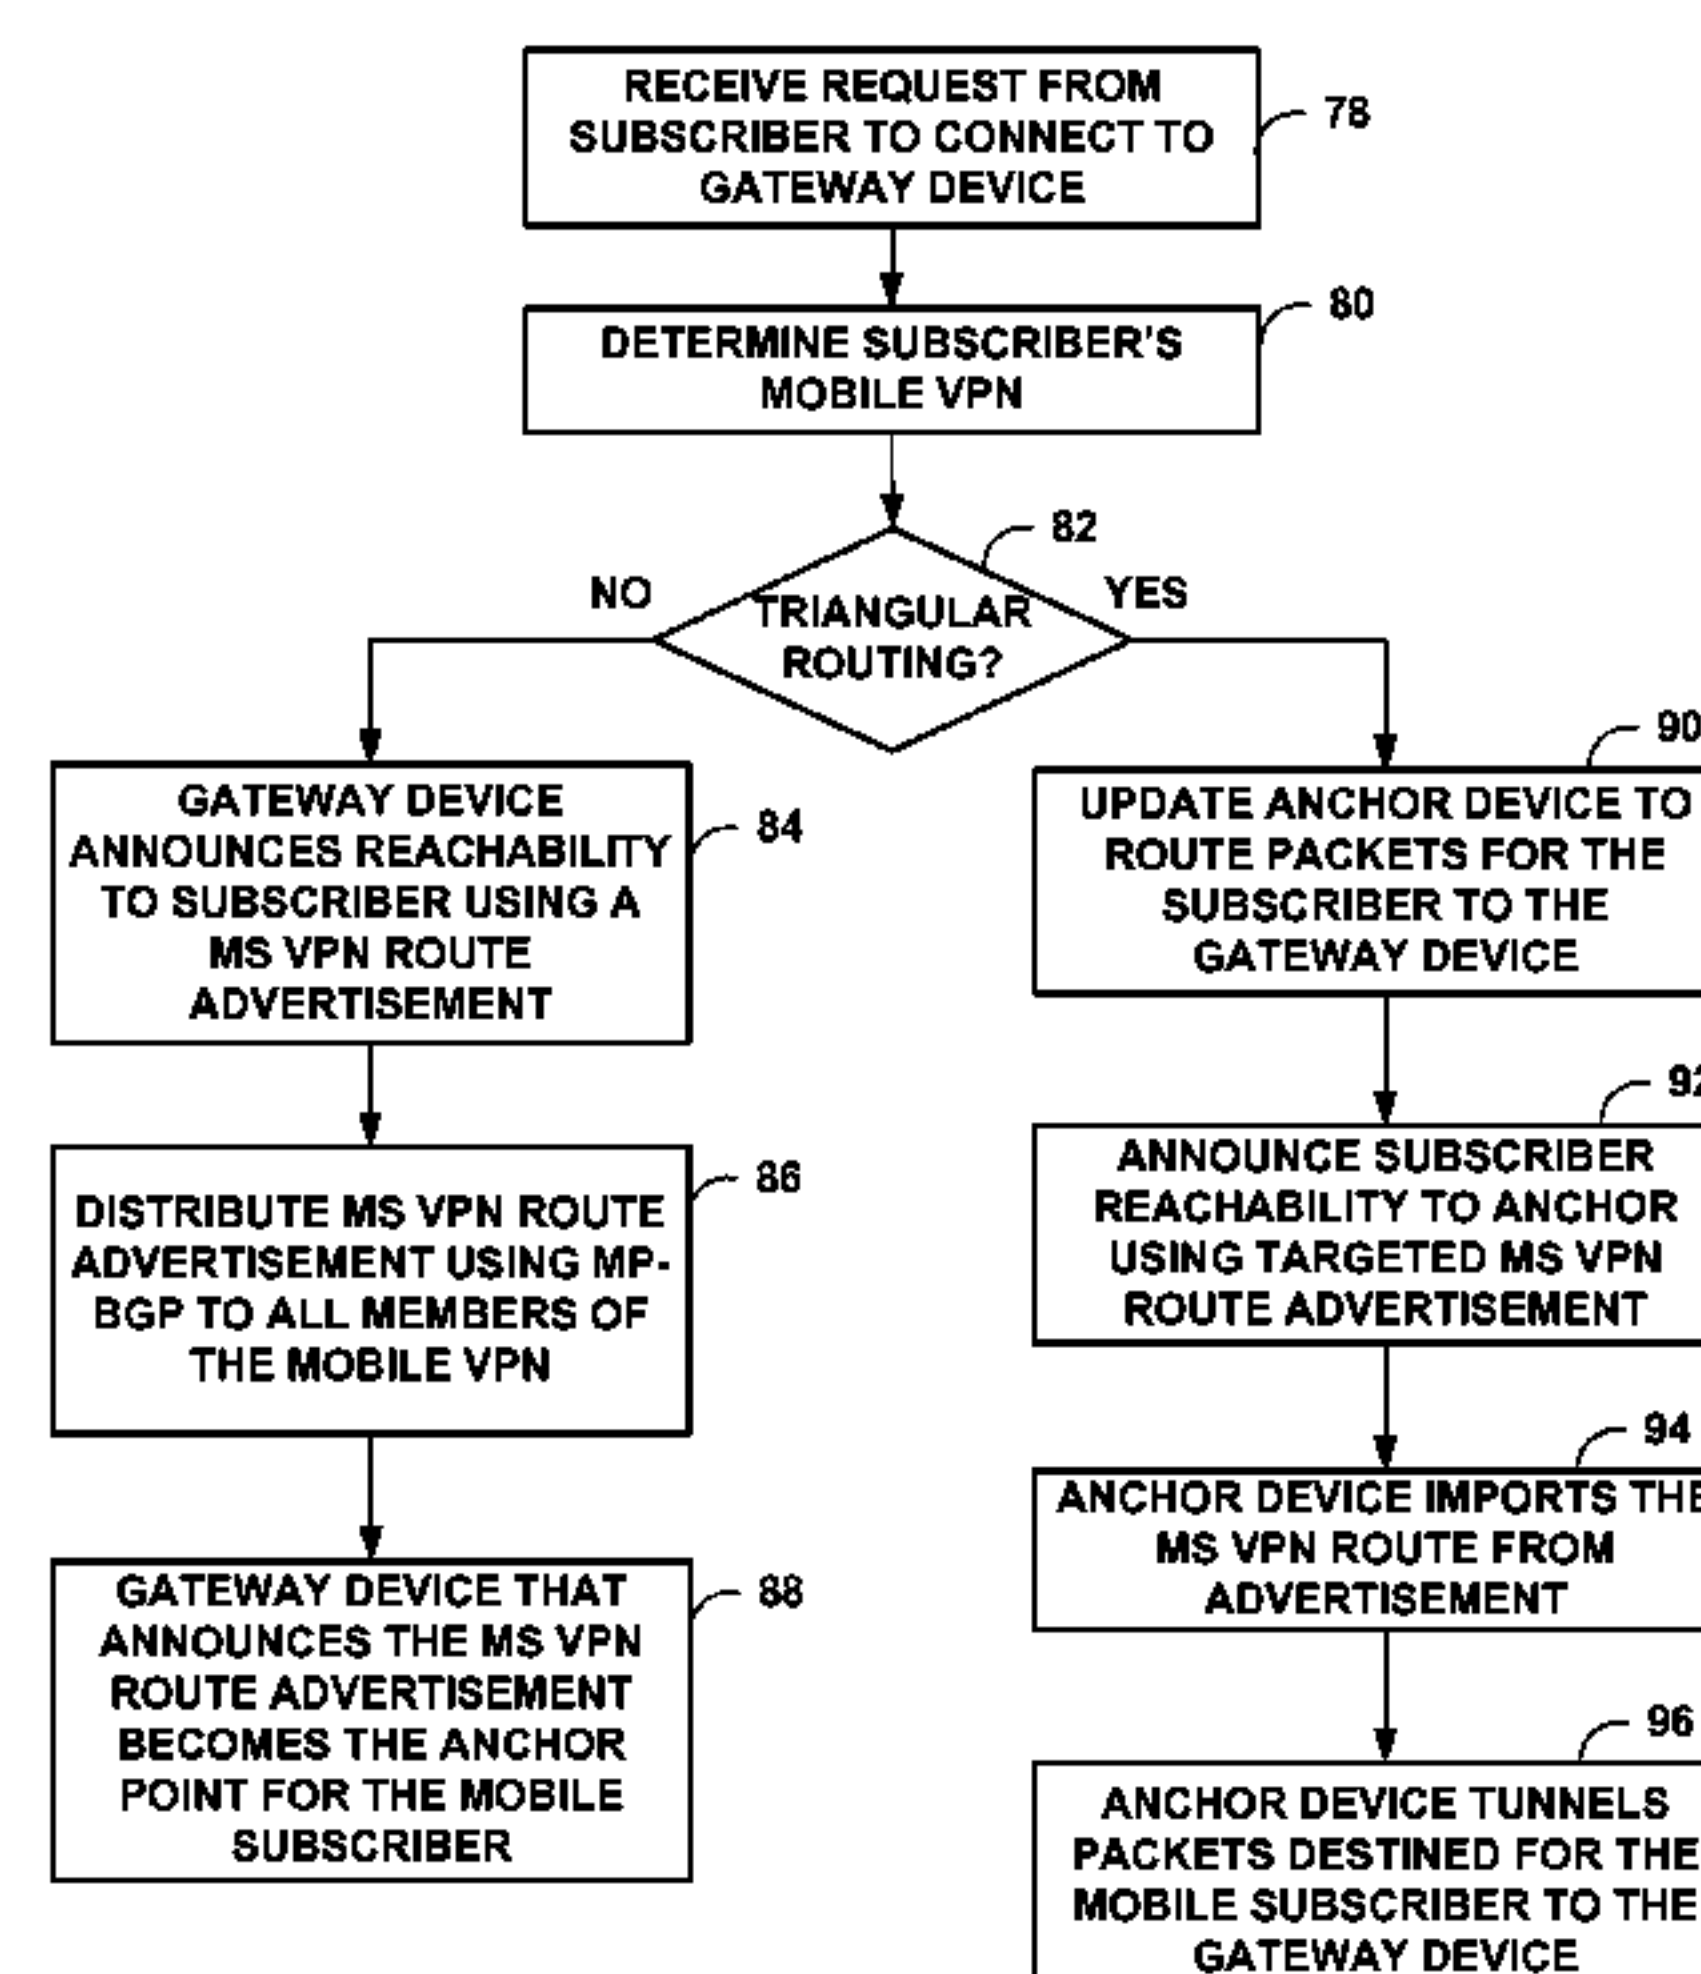 RECEIVE REQUEST FROM
SUBSCRIBER TO CONNECT TO
GATEWAY DEVICE
78
DETERMINE SUBSCRIBER'S
MOBILE VPN
80
82
NO
TRIANGULAR
ROUTING?
YES
GATEWAY DEVICE
ANNOUNCES REACHABILITY
TO SUBSCRIBER USING A
MS VPN ROUTE
ADVERTISEMENT
84
DISTRIBUTE MS VPN ROUTE
ADVERTISEMENT USING MP-
BGP TO ALL MEMBERS OF
THE MOBILE VPN
86
GATEWAY DEVICE THAT
ANNOUNCES THE MS VPN
ROUTE ADVERTISEMENT
BECOMES THE ANCHOR
POINT FOR THE MOBILE
SUBSCRIBER
88
90
UPDATE ANCHOR DEVICE TO
ROUTE PACKETS FOR THE
SUBSCRIBER TO THE
GATEWAY DEVICE
92
ANNOUNCE SUBSCRIBER
REACHABILITY TO ANCHOR
USING TARGETED MS VPN
ROUTE ADVERTISEMENT
94
ANCHOR DEVICE IMPORTS THE
MS VPN ROUTE FROM
ADVERTISEMENT
96
ANCHOR DEVICE TUNNELS
PACKETS DESTINED FOR THE
MOBILE SUBSCRIBER TO THE
GATEWAY DEVICE